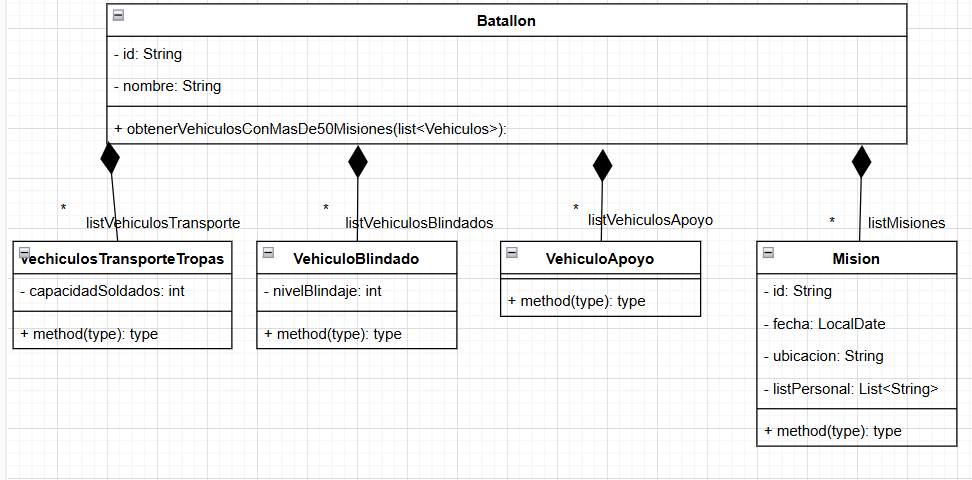 Batallon
- id: String
- nombre: String
+ obtenerVehiculosConMasDe50Misiones(list<Vehiculos>):
*
listVehiculosTransporte
*
listVehiculosBlindados
*
listVehiculosApoyo
*
listMisiones
VechiculosTransporteTropas
- capacidadSoldados: int
+ method(type): type
VehiculoBlindado
- nivelBlindaje: int
+ method(type): type
VehiculoApoyo
+ method(type): type
Mision
- id: String
- fecha: LocalDate
- ubicacion: String
- listPersonal: List<String>
+ method(type): type